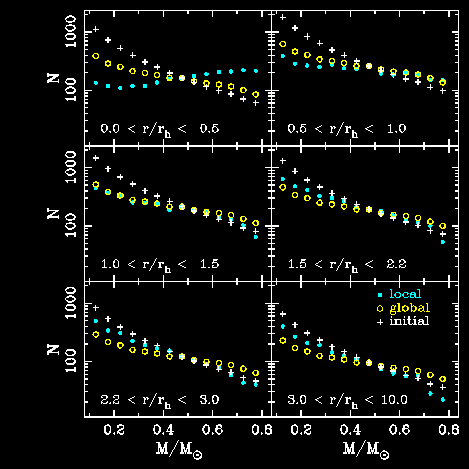 1000
100
N
0.0 < r/r_h < 0.5
0.5 < r/r_h < 1.0
1000
100
N
1.0 < r/r_h < 1.5
1.5 < r/r_h < 2.2
1000
100
N
local
global
initial
2.2 < r/r_h < 3.0
3.0 < r/r_h < 10.0
0.2 0.4 0.6 0.8 0.2 0.4 0.6 0.8
M/M⊙ M/M⊙